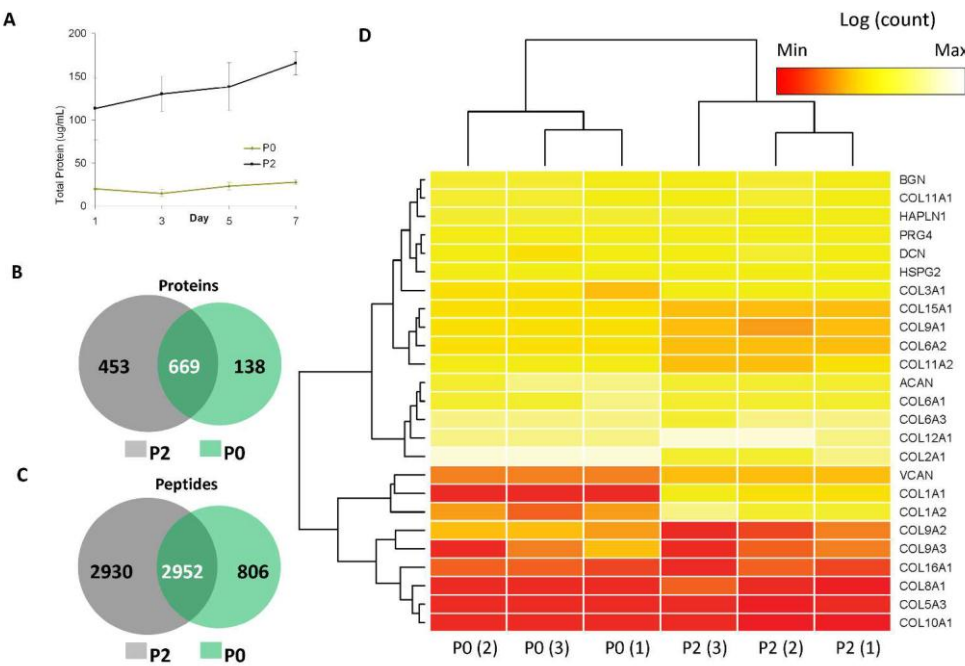 A
200
150
100
50
0
Total Protein (ug/mL)
P0
P2
1
3
Day
5
7
B
Proteins
453
669
138
P2
P0
C
Peptides
2930
2952
806
P2
P0
D
Log (count)
Min
Max
BGN
COL11A1
HAPLN1
PRG4
DCN
HSPG2
COL3A1
COL15A1
COL9A1
COL6A2
COL11A2
ACAN
COL6A1
COL6A3
COL12A1
COL2A1
VCAN
COL1A1
COL1A2
COL9A2
COL9A3
COL16A1
COL8A1
COL5A3
COL10A1
P0 (2)
P0 (3)
P0 (1)
P2 (3)
P2 (2)
P2 (1)